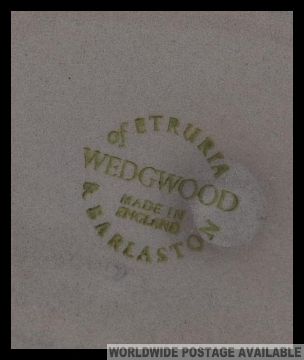 of ETRURIA
WEDGWOOD
MADE IN
ENGLAND
& BARLASTON
WORLDWIDE POSTAGE AVAILABLE